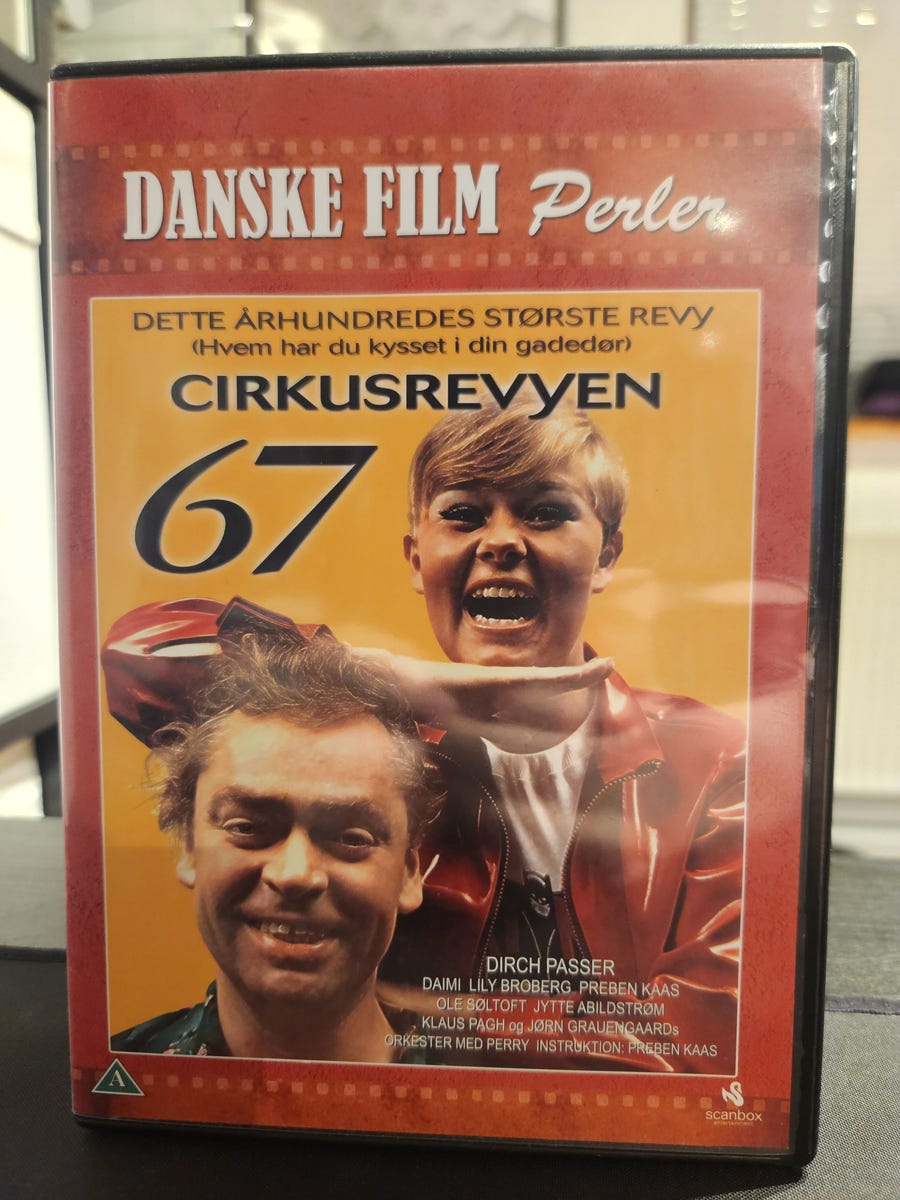 DANSKE FILM Perler
DETTE ÅRHUNDREDES STØRSTE REVY
(Hvem har du kysset i din gadedør)
CIRKUSREVYEN
67
DIRCH PASSER
DAIMI LILY BROBERG PREBEN KAAS
OLE SØLTOFT JYTTE ABILDSTRØM
KLAUS PAGH og JØRN GRAUENGAARDs
ORKESTER MED PERRY INSTRUKTION: PREBEN KAAS
A
scanbox
entertainment